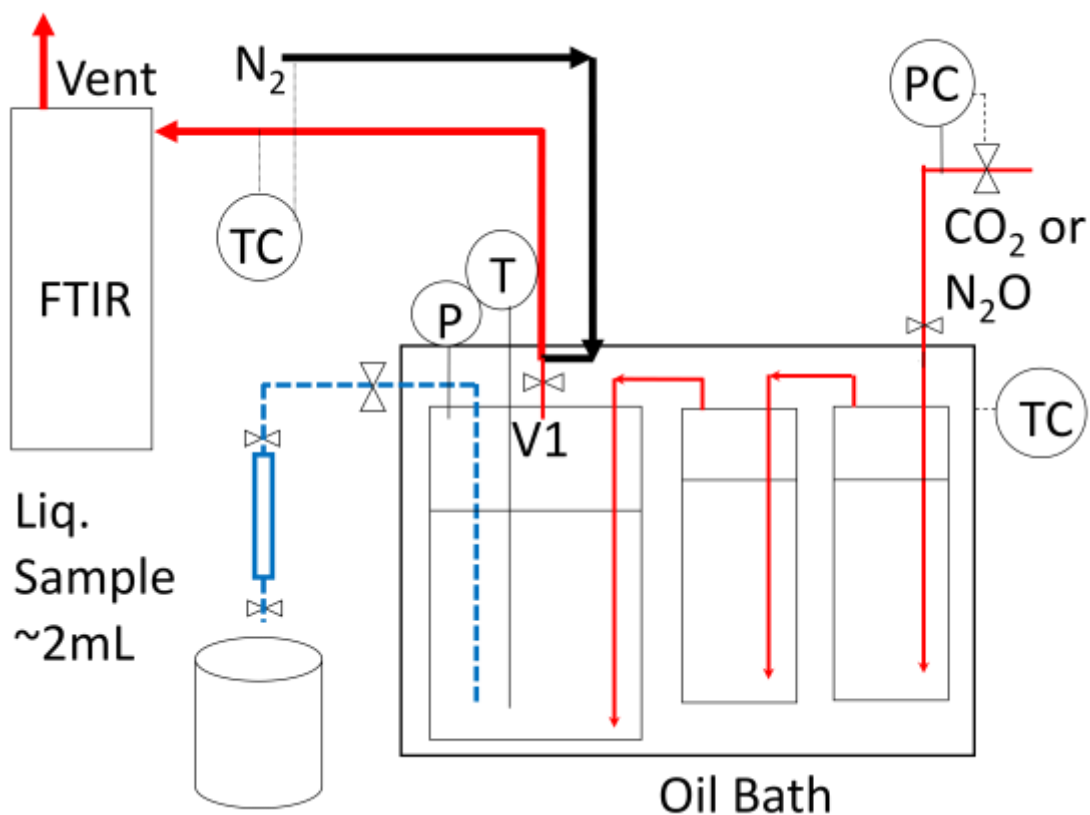 Vent
N₂
PC
CO₂ or
N₂O
TC
T
FTIR
P
TC
V1
Liq.
Sample
~2mL
Oil Bath